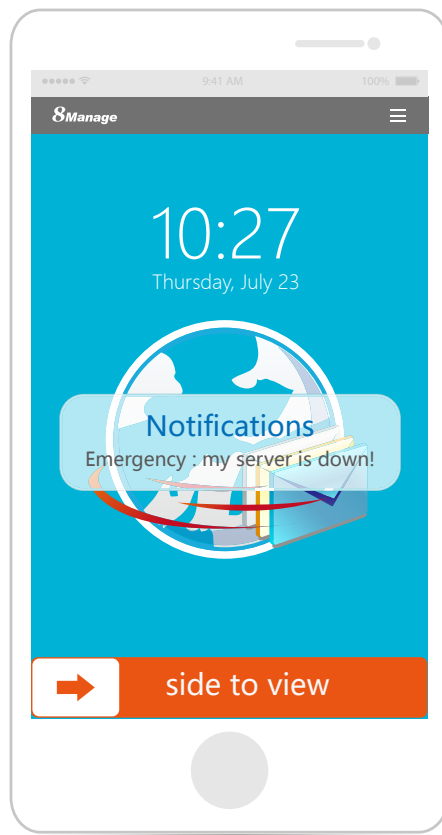 9:41 AM
100%
8Manage
10:27
Thursday, July 23
Notifications
Emergency : my server is down!
side to view